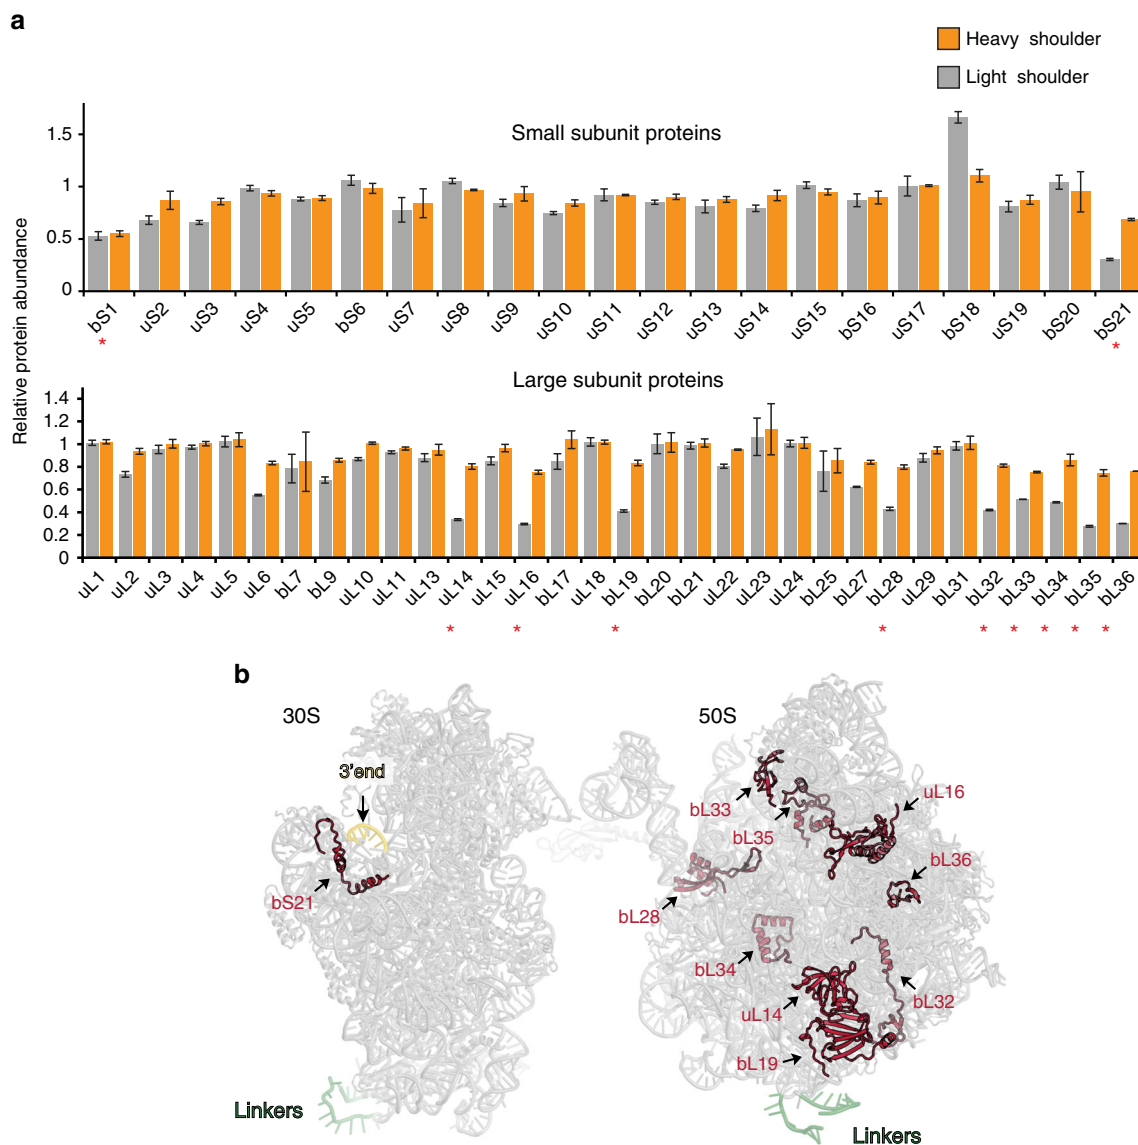 a
Heavy shoulder
Light shoulder
Relative protein abundance
Small subunit proteins
1.5
1
0.5
0
bS1 uS2 uS3 uS4 uS5 bS6 uS7 uS8 uS9 uS10 uS11 uS12 uS13 uS14 uS15 bS16 uS17 bS18 uS19 bS20 bS21
* *
Large subunit proteins
1.4
1.2
1
0.8
0.6
0.4
0.2
0
uL1 uL2 uL3 uL4 uL5 uL6 bL7 bL9 uL10 uL11 uL13 uL14 uL15 uL16 bL17 uL18 bL19 bL20 bL21 uL22 uL23 uL24 bL25 bL27 bL28 uL29 bL31 bL32 bL33 bL34 bL35 bL36
* * * * * * * * *
b
30S
50S
3'end
bS21
bL33
bL35
uL16
bL36
bL28
bL34
uL14
bL32
bL19
Linkers
Linkers